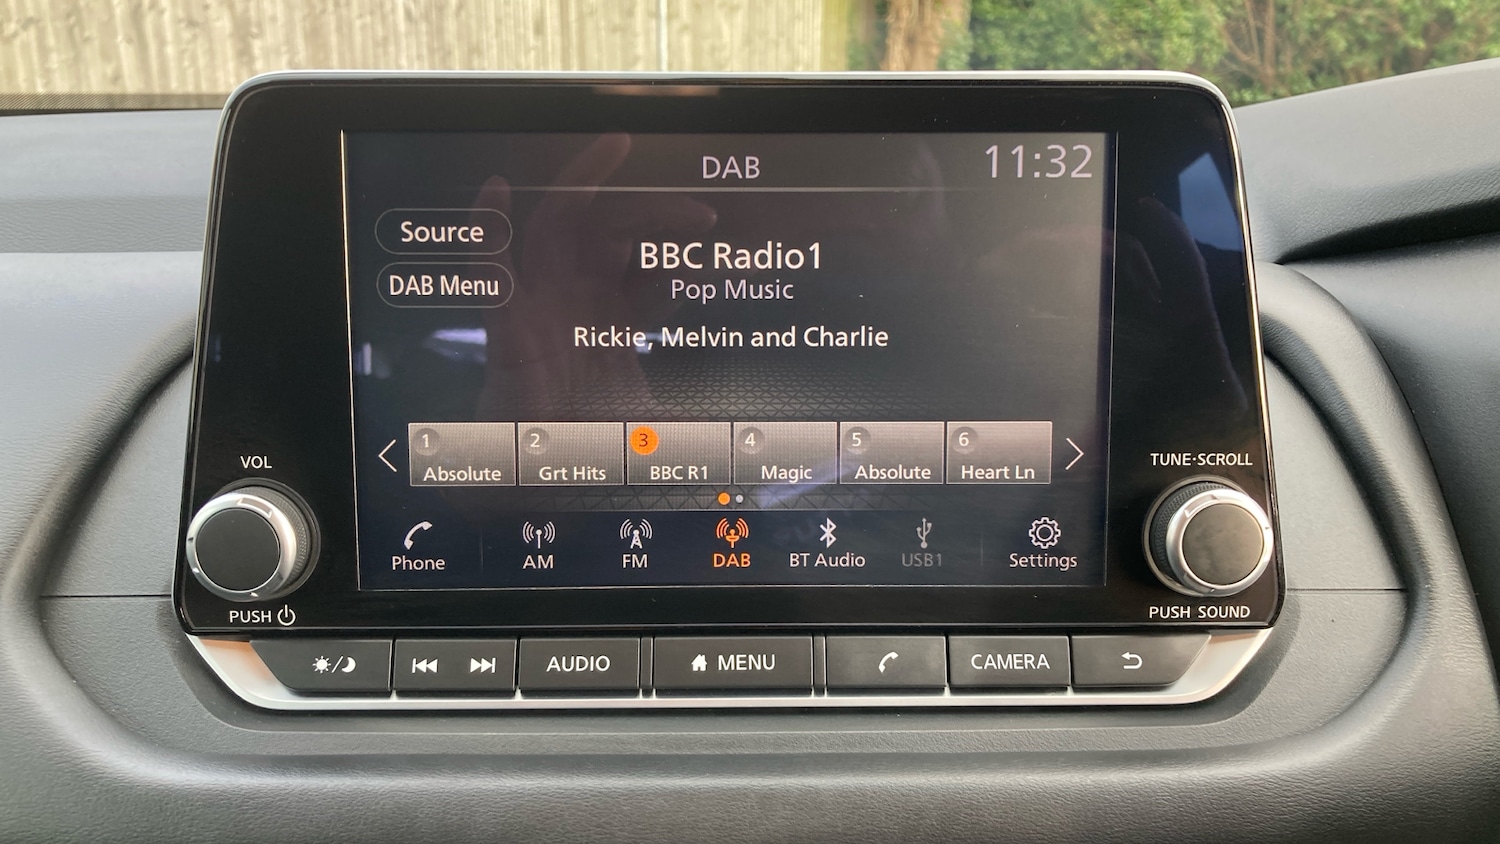 DAB
11:32
Source
DAB Menu
BBC Radio1
Pop Music
Rickie, Melvin and Charlie
1 Absolute
2 Grt Hits
3 BBC R1
4 Magic
5 Absolute
6 Heart Ln
Phone
AM
FM
DAB
BT Audio
USB1
Settings
VOL
PUSH
TUNE·SCROLL
PUSH SOUND
AUDIO
MENU
CAMERA